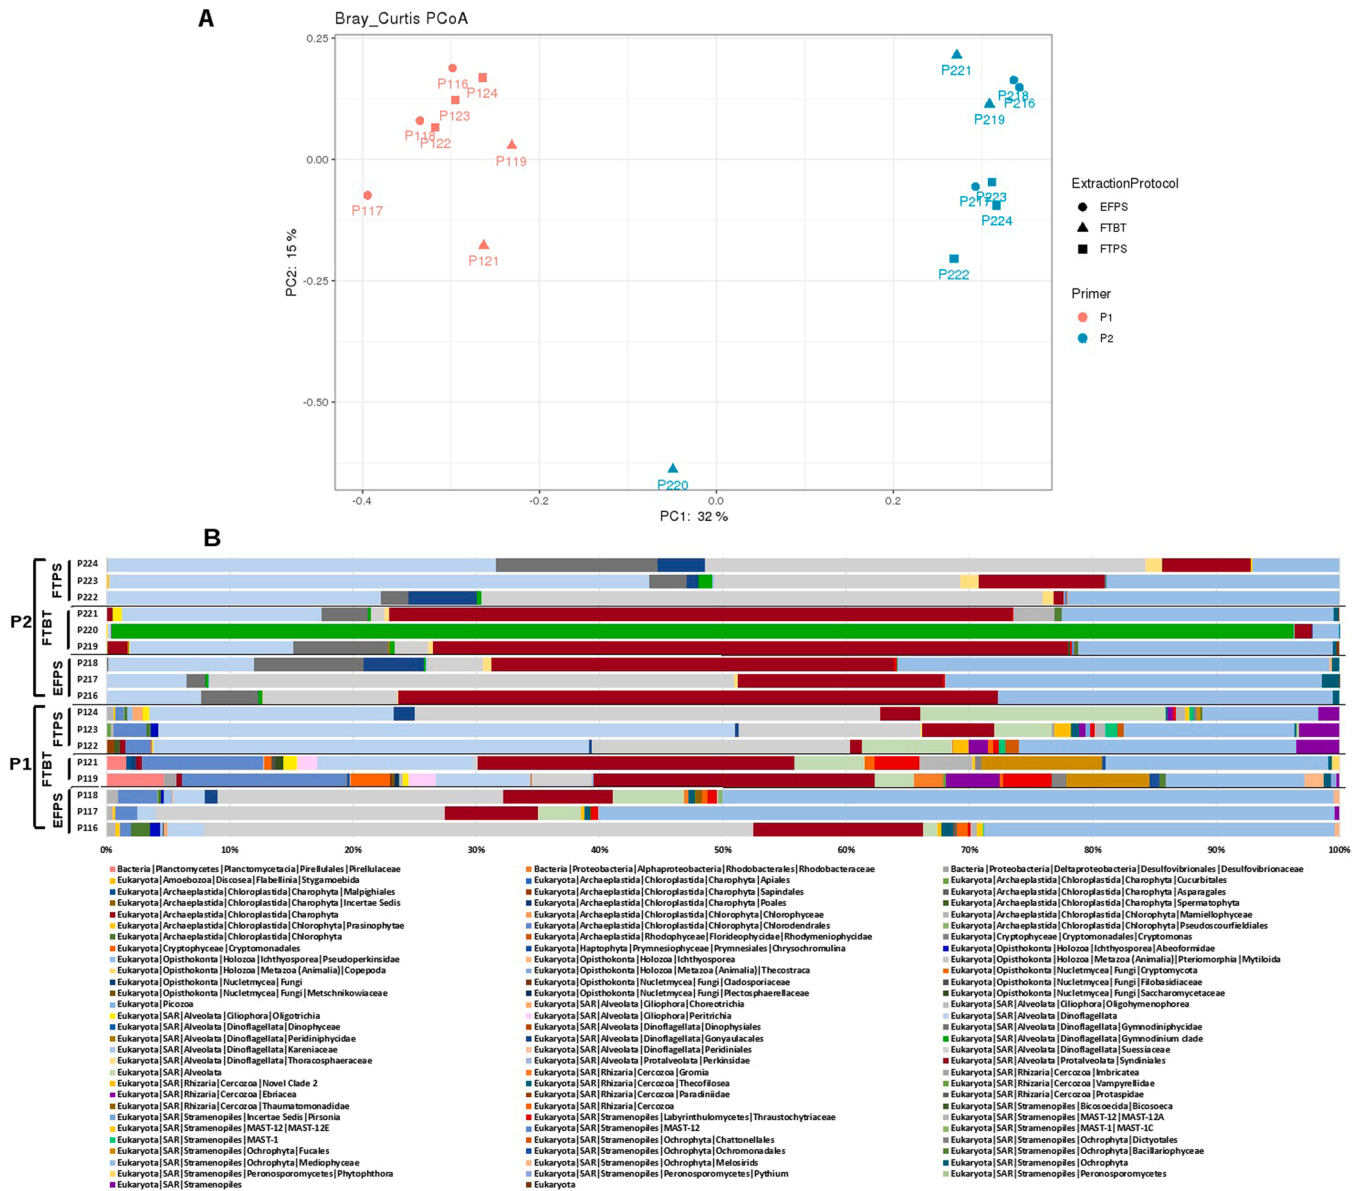 A
Bray_Curtis PCoA
0.25
0.00
-0.25
-0.50
PC2: 15 %
P116
P124
P123
P118
P122
P119
P117
P121
P221
P218
P216
P219
P217
P223
P224
P222
P220
-0.4
-0.2
0.0
0.2
PC1: 32 %
ExtractionProtocol
EFPS
FTBT
FTPS
Primer
P1
P2
B
P2
FTPS
FTBT
EFPS
P1
FTPS
FTBT
EFPS
P224
P223
P222
P221
P220
P219
P218
P217
P216
P124
P123
P122
P121
P119
P118
P117
P116
0% 10% 20% 30% 40% 50% 60% 70% 80% 90% 100%
Bacteria|Planctomycetes|Planctomycetacia|Pirellulales|Pirellulaceae
Bacteria|Proteobacteria|Alphaproteobacteria|Rhodobacterales|Rhodobacteraceae
Bacteria|Proteobacteria|Deltaproteobacteria|Desulfovibrionales|Desulfovibrionaceae
Eukaryota|Amoebozoa|Discosea|Flabellinia|Stygamoebida
Eukaryota|Archaeplastida|Chloroplastida|Charophyta|Apiales
Eukaryota|Archaeplastida|Chloroplastida|Charophyta|Cucurbitales
Eukaryota|Archaeplastida|Chloroplastida|Charophyta|Malpighiales
Eukaryota|Archaeplastida|Chloroplastida|Charophyta|Sapindales
Eukaryota|Archaeplastida|Chloroplastida|Charophyta|Asparagales
Eukaryota|Archaeplastida|Chloroplastida|Charophyta|Incertae Sedis
Eukaryota|Archaeplastida|Chloroplastida|Charophyta|Poales
Eukaryota|Archaeplastida|Chloroplastida|Charophyta|Spermatophyta
Eukaryota|Archaeplastida|Chloroplastida|Charophyta
Eukaryota|Archaeplastida|Chloroplastida|Chlorophyta|Chlorophyceae
Eukaryota|Archaeplastida|Chloroplastida|Chlorophyta|Mamiellophyceae
Eukaryota|Archaeplastida|Chloroplastida|Chlorophyta|Prasinophytae
Eukaryota|Archaeplastida|Chloroplastida|Chlorophyta|Chlorodendrales
Eukaryota|Archaeplastida|Chloroplastida|Chlorophyta|Pseudoscourfieldiales
Eukaryota|Archaeplastida|Chloroplastida|Chlorophyta
Eukaryota|Archaeplastida|Rhodophyceae|Florideophycidae|Rhodymeniophycidae
Eukaryota|Cryptophyceae|Cryptomonadales|Cryptomonas
Eukaryota|Cryptophyceae|Cryptomonadales
Eukaryota|Haptophyta|Prymnesiophyceae|Prymnesiales|Chrysochromulina
Eukaryota|Opisthokonta|Holozoa|Ichthyosporea|Abeoformidae
Eukaryota|Opisthokonta|Holozoa|Ichthyosporea|Pseudoperkinsidae
Eukaryota|Opisthokonta|Holozoa|Ichthyosporea
Eukaryota|Opisthokonta|Holozoa|Metazoa (Animalia)|Pteriomorphia|Mytiloida
Eukaryota|Opisthokonta|Holozoa|Metazoa (Animalia)|Copepoda
Eukaryota|Opisthokonta|Holozoa|Metazoa (Animalia)|Thecostraca
Eukaryota|Opisthokonta|Nucletmycea|Fungi|Cryptomycota
Eukaryota|Opisthokonta|Nucletmycea|Fungi
Eukaryota|Opisthokonta|Nucletmycea|Fungi|Cladosporiaceae
Eukaryota|Opisthokonta|Nucletmycea|Fungi|Filobasidiaceae
Eukaryota|Opisthokonta|Nucletmycea|Fungi|Metschnikowiaceae
Eukaryota|Opisthokonta|Nucletmycea|Fungi|Plectosphaerellaceae
Eukaryota|Opisthokonta|Nucletmycea|Fungi|Saccharomycetaceae
Eukaryota|Picozoa
Eukaryota|SAR|Alveolata|Ciliophora|Choreotrichia
Eukaryota|SAR|Alveolata|Ciliophora|Oligohymenophorea
Eukaryota|SAR|Alveolata|Ciliophora|Oligotrichia
Eukaryota|SAR|Alveolata|Ciliophora|Peritrichia
Eukaryota|SAR|Alveolata|Dinoflagellata
Eukaryota|SAR|Alveolata|Dinoflagellata|Dinophyceae
Eukaryota|SAR|Alveolata|Dinoflagellata|Dinophysiales
Eukaryota|SAR|Alveolata|Dinoflagellata|Gymnodiniphycidae
Eukaryota|SAR|Alveolata|Dinoflagellata|Peridiniphycidae
Eukaryota|SAR|Alveolata|Dinoflagellata|Gonyaulacales
Eukaryota|SAR|Alveolata|Dinoflagellata|Gymnodinium clade
Eukaryota|SAR|Alveolata|Dinoflagellata|Kareniaceae
Eukaryota|SAR|Alveolata|Dinoflagellata|Peridiniales
Eukaryota|SAR|Alveolata|Dinoflagellata|Suessiaceae
Eukaryota|SAR|Alveolata|Dinoflagellata|Thoracosphaeraceae
Eukaryota|SAR|Alveolata|Protalveolata|Perkinsidae
Eukaryota|SAR|Alveolata|Protalveolata|Syndiniales
Eukaryota|SAR|Alveolata
Eukaryota|SAR|Rhizaria|Cercozoa|Gromia
Eukaryota|SAR|Rhizaria|Cercozoa|Imbricatea
Eukaryota|SAR|Rhizaria|Cercozoa|Novel Clade 2
Eukaryota|SAR|Rhizaria|Cercozoa|Thecofilosea
Eukaryota|SAR|Rhizaria|Cercozoa|Vampyrellidae
Eukaryota|SAR|Rhizaria|Cercozoa|Ebriacea
Eukaryota|SAR|Rhizaria|Cercozoa|Paradiniidae
Eukaryota|SAR|Rhizaria|Cercozoa|Protaspidae
Eukaryota|SAR|Rhizaria|Cercozoa|Thaumatomonadidae
Eukaryota|SAR|Rhizaria|Cercozoa
Eukaryota|SAR|Stramenopiles|Bicosoecida|Bicosoeca
Eukaryota|SAR|Stramenopiles|Incertae Sedis|Pirsonia
Eukaryota|SAR|Stramenopiles|Labyrinthulomycetes|Thraustochytriaceae
Eukaryota|SAR|Stramenopiles|MAST-12|MAST-12A
Eukaryota|SAR|Stramenopiles|MAST-12|MAST-12E
Eukaryota|SAR|Stramenopiles|MAST-12
Eukaryota|SAR|Stramenopiles|MAST-1|MAST-1C
Eukaryota|SAR|Stramenopiles|MAST-1
Eukaryota|SAR|Stramenopiles|Ochrophyta|Chattonellales
Eukaryota|SAR|Stramenopiles|Ochrophyta|Dictyotales
Eukaryota|SAR|Stramenopiles|Ochrophyta|Fucales
Eukaryota|SAR|Stramenopiles|Ochrophyta|Ochromonadales
Eukaryota|SAR|Stramenopiles|Ochrophyta|Bacillariophyceae
Eukaryota|SAR|Stramenopiles|Ochrophyta|Mediophyceae
Eukaryota|SAR|Stramenopiles|Ochrophyta|Melosirids
Eukaryota|SAR|Stramenopiles|Ochrophyta
Eukaryota|SAR|Stramenopiles|Peronosporomycetes|Phytophthora
Eukaryota|SAR|Stramenopiles|Peronosporomycetes|Pythium
Eukaryota|SAR|Stramenopiles|Peronosporomycetes
Eukaryota|SAR|Stramenopiles
Eukaryota